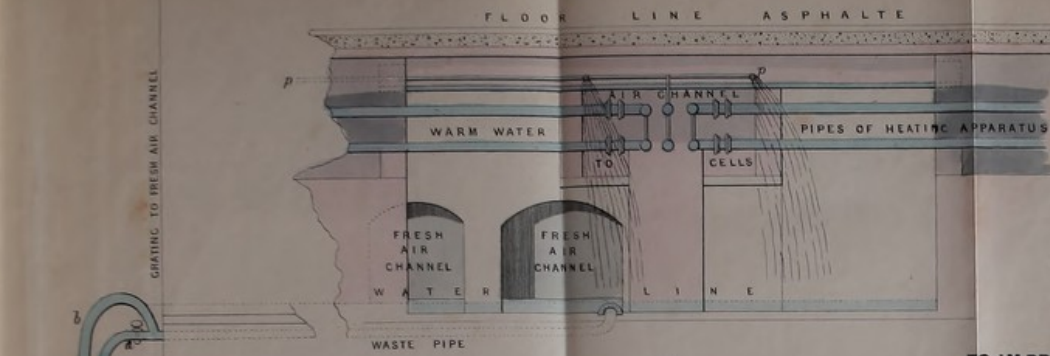 FLOOR LINE ASPHALTE
p
p
AIR CHANNEL
WARM WATER
PIPES OF HEATING APPARATUS
TO CELLS
GRATING TO FRESH AIR CHANNEL
FRESH
AIR
CHANNEL
FRESH
AIR
CHANNEL
WATER LINE
b
WASTE PIPE